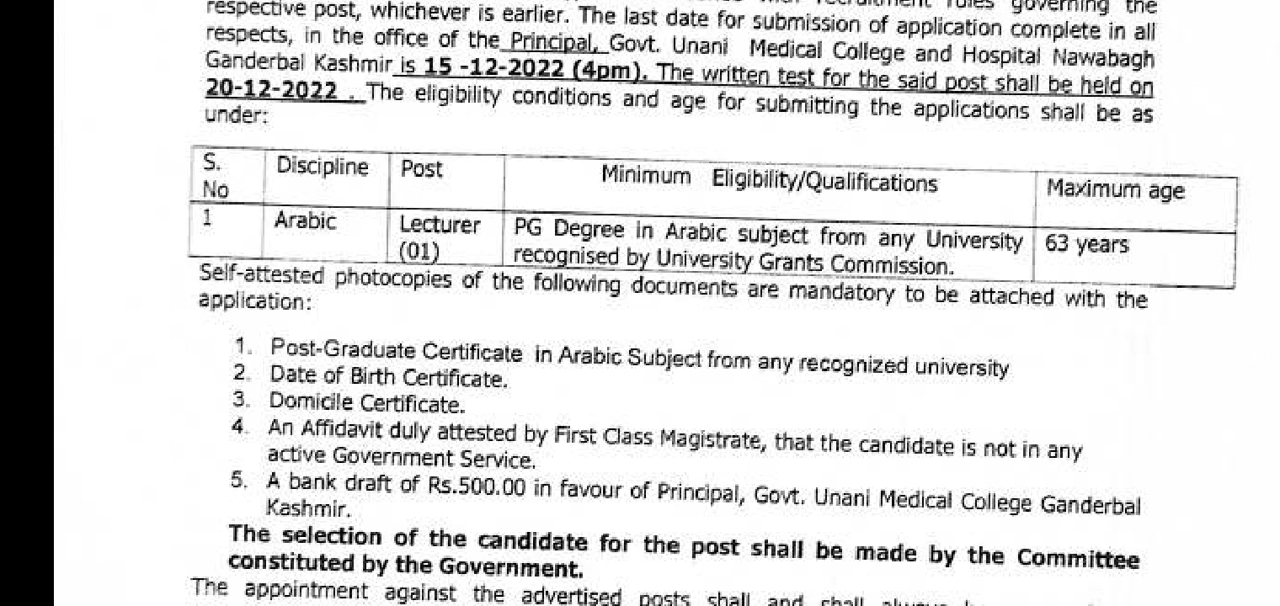 respective post, whichever is earlier. The last date for submission of application complete in all
respects, in the office of the Principal, Govt. Unani Medical College and Hospital Nawabagh
Ganderbal Kashmir is 15 -12-2022 (4pm). The written test for the said post shall be held on
20-12-2022 . The eligibility conditions and age for submitting the applications shall be as
under:
S. No Discipline Post Minimum Eligibility/Qualifications Maximum age
1 Arabic Lecturer (01) PG Degree in Arabic subject from any University recognised by University Grants Commission. 63 years
Self-attested photocopies of the following documents are mandatory to be attached with the
application:
1. Post-Graduate Certificate in Arabic Subject from any recognized university
2. Date of Birth Certificate.
3. Domicile Certificate.
4. An Affidavit duly attested by First Class Magistrate, that the candidate is not in any
active Government Service.
5. A bank draft of Rs.500.00 in favour of Principal, Govt. Unani Medical College Ganderbal
Kashmir.
The selection of the candidate for the post shall be made by the Committee
constituted by the Government.
The appointment against the advertised posts shall and shall